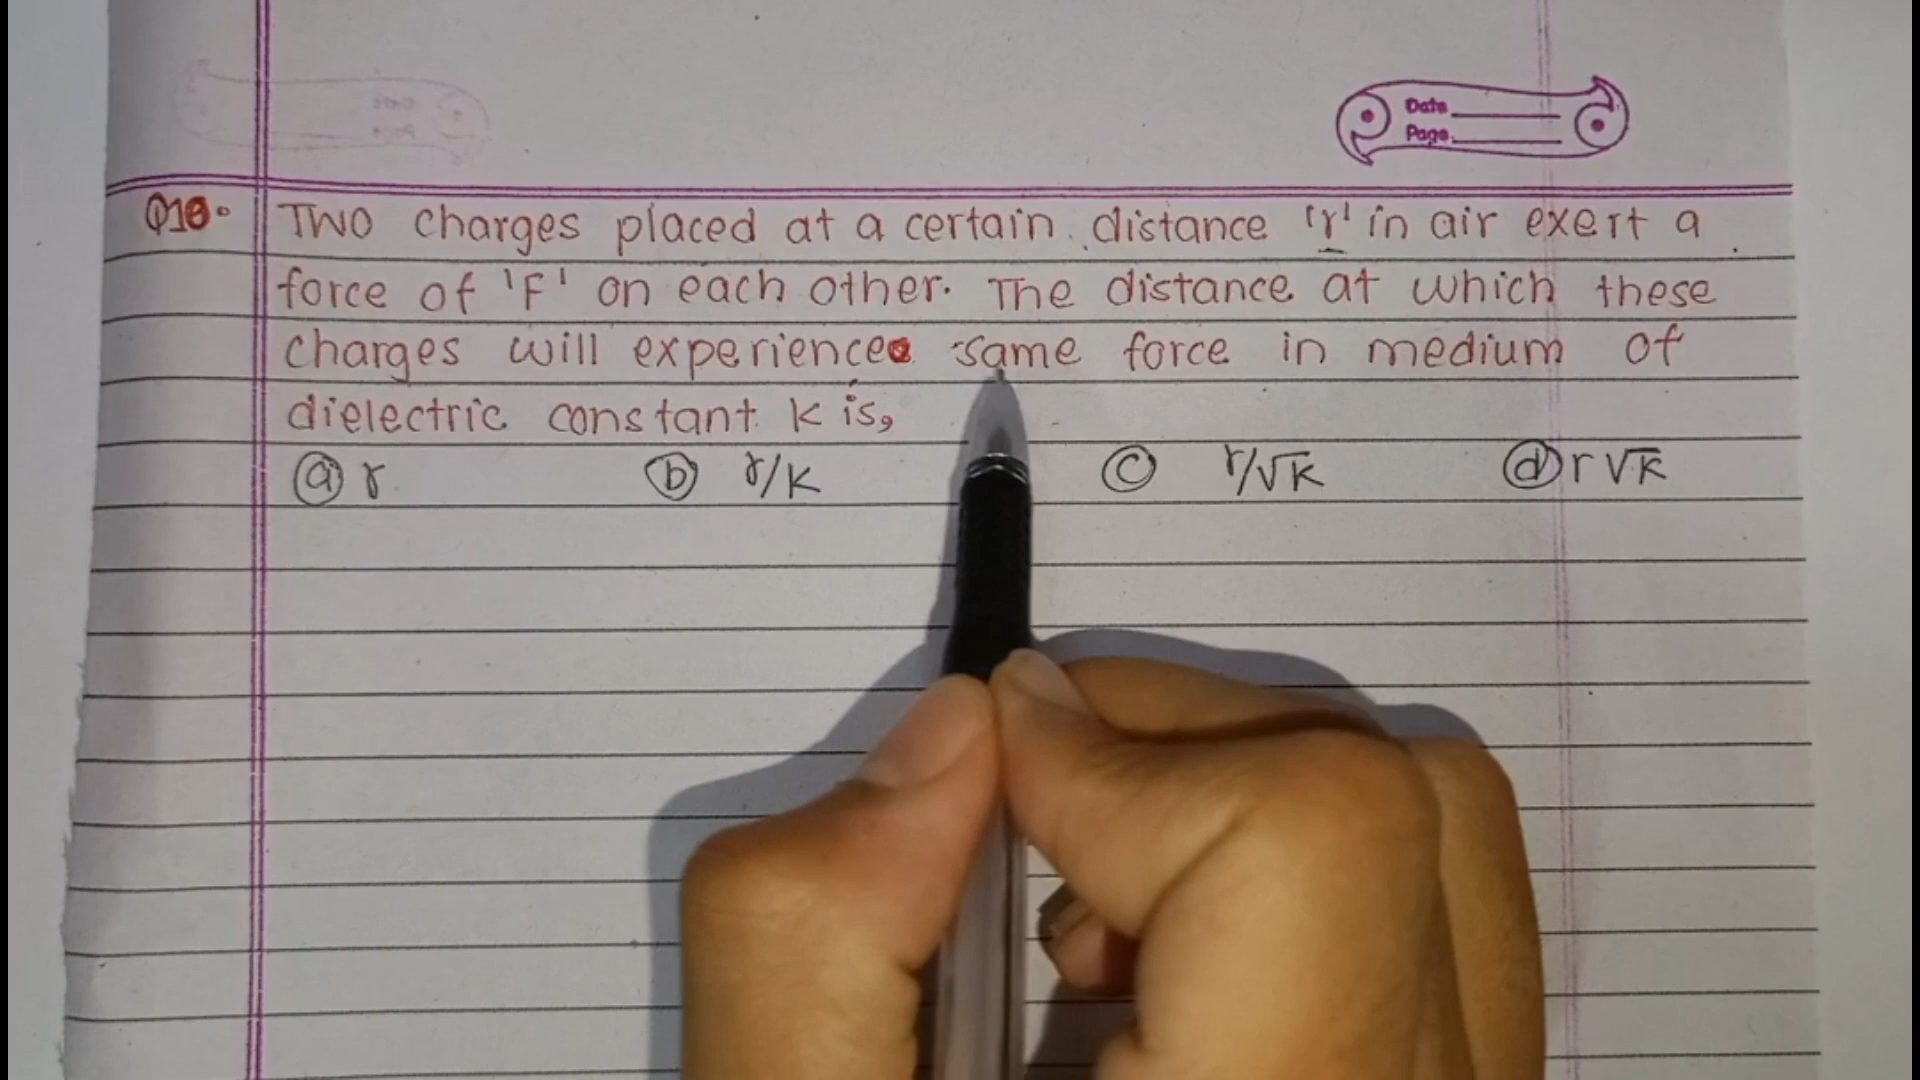 Date
Page.
Q10. Two charges placed at a certain distance 'r' in air exert a
force of 'F' on each other. The distance at which these
charges will experience same force in medium of
dielectric constant k is,
(a) r (b) r/k (c) r/√k (d) r√k